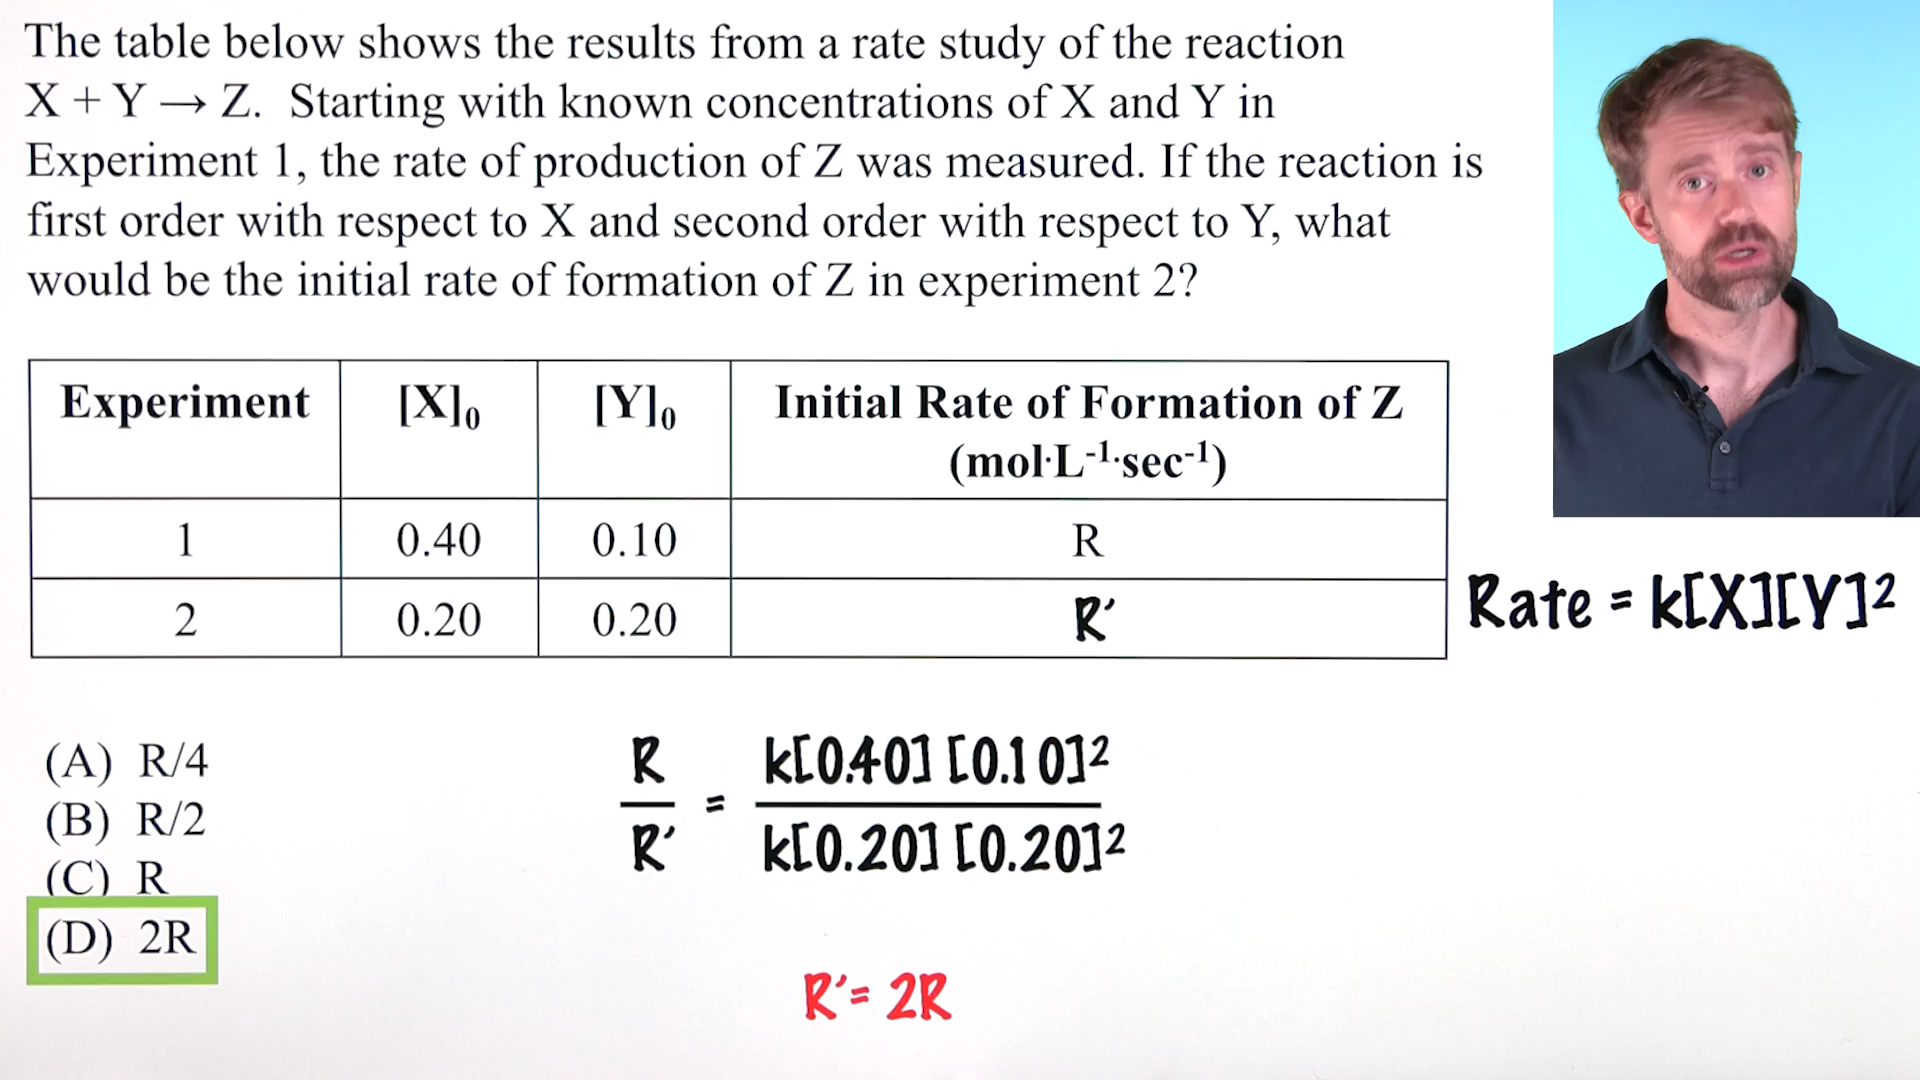 The table below shows the results from a rate study of the reaction
X + Y → Z. Starting with known concentrations of X and Y in
Experiment 1, the rate of production of Z was measured. If the reaction is
first order with respect to X and second order with respect to Y, what
would be the initial rate of formation of Z in experiment 2?
Experiment [X]₀ [Y]₀ Initial Rate of Formation of Z
(mol·L⁻¹·sec⁻¹)
1 0.40 0.10 R
2 0.20 0.20 R′
Rate = k[X][Y]²
(A) R/4
(B) R/2
(C) R
(D) 2R
R = k[0.40] [0.10]²
R′ k[0.20] [0.20]²
R′= 2R